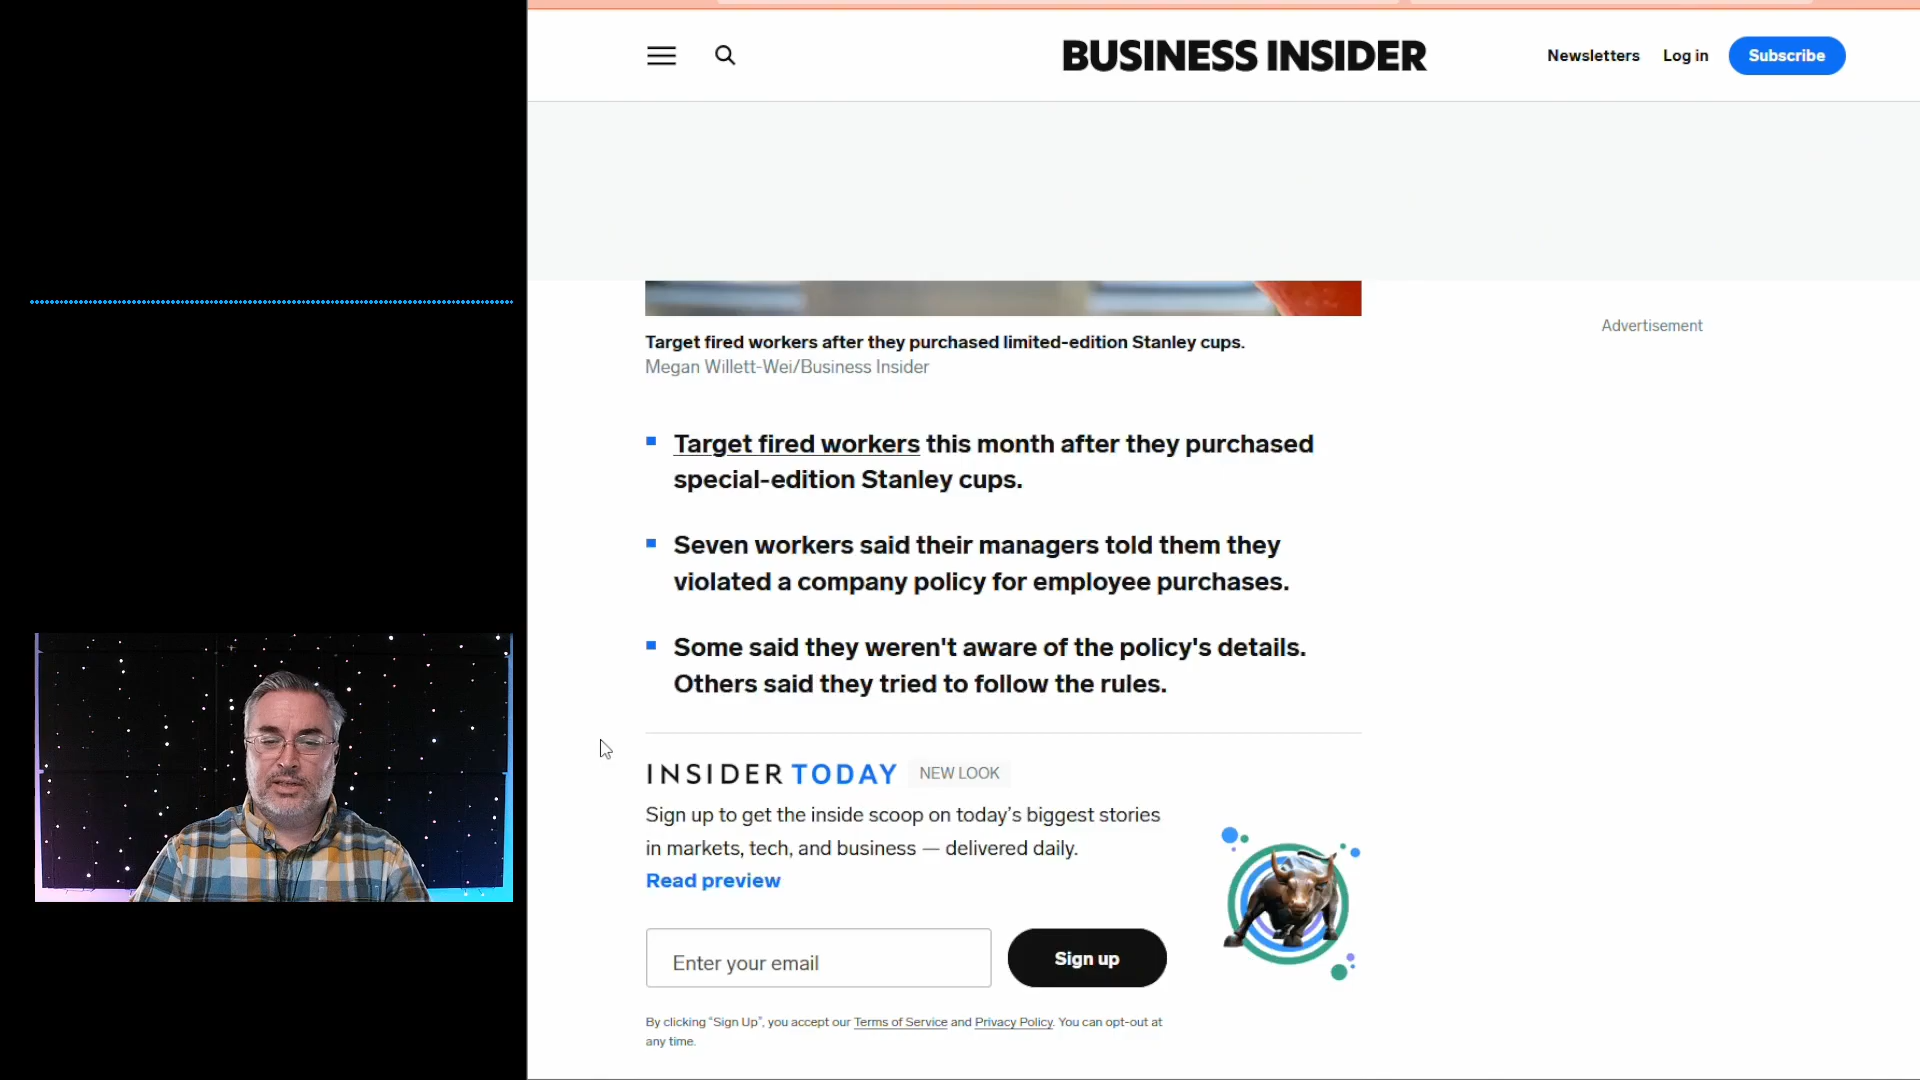 BUSINESS INSIDER
Newsletters
Log in
Subscribe
Target fired workers after they purchased limited-edition Stanley cups.
Megan Willett-Wei/Business Insider
Advertisement
Target fired workers this month after they purchased
special-edition Stanley cups.
Seven workers said their managers told them they
violated a company policy for employee purchases.
Some said they weren't aware of the policy's details.
Others said they tried to follow the rules.
INSIDER TODAY NEW LOOK
Sign up to get the inside scoop on today's biggest stories
in markets, tech, and business — delivered daily.
Read preview
Enter your email
Sign up
By clicking "Sign Up", you accept our Terms of Service and Privacy Policy. You can opt-out at
any time.